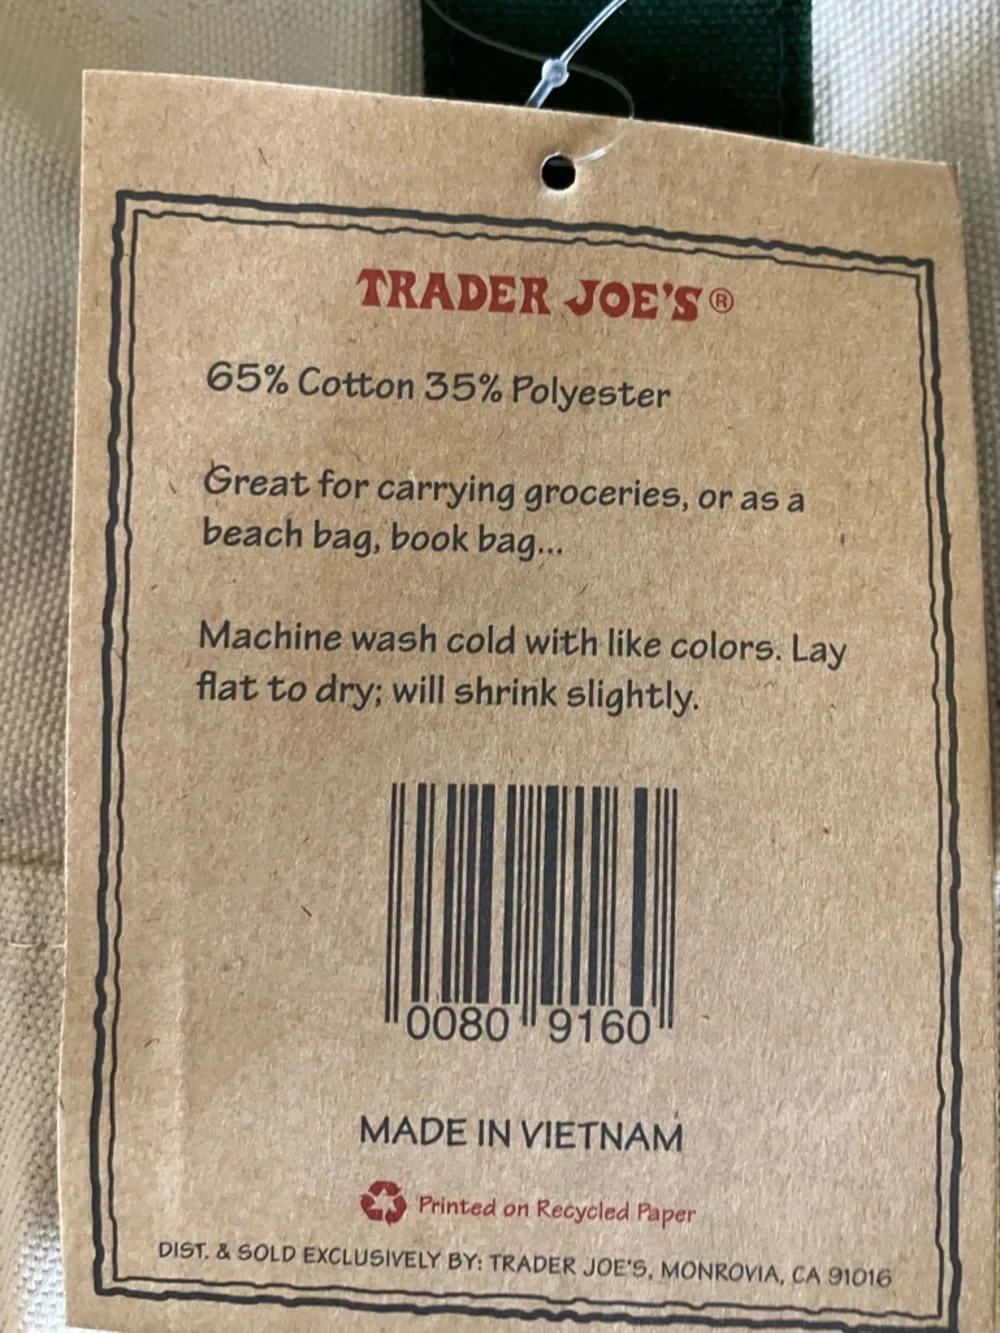 TRADER JOE'S®
65% Cotton 35% Polyester
Great for carrying groceries, or as a
beach bag, book bag...
Machine wash cold with like colors. Lay
flat to dry; will shrink slightly.
0080 9160
MADE IN VIETNAM
Printed on Recycled Paper
DIST. & SOLD EXCLUSIVELY BY: TRADER JOE'S, MONROVIA, CA 91016